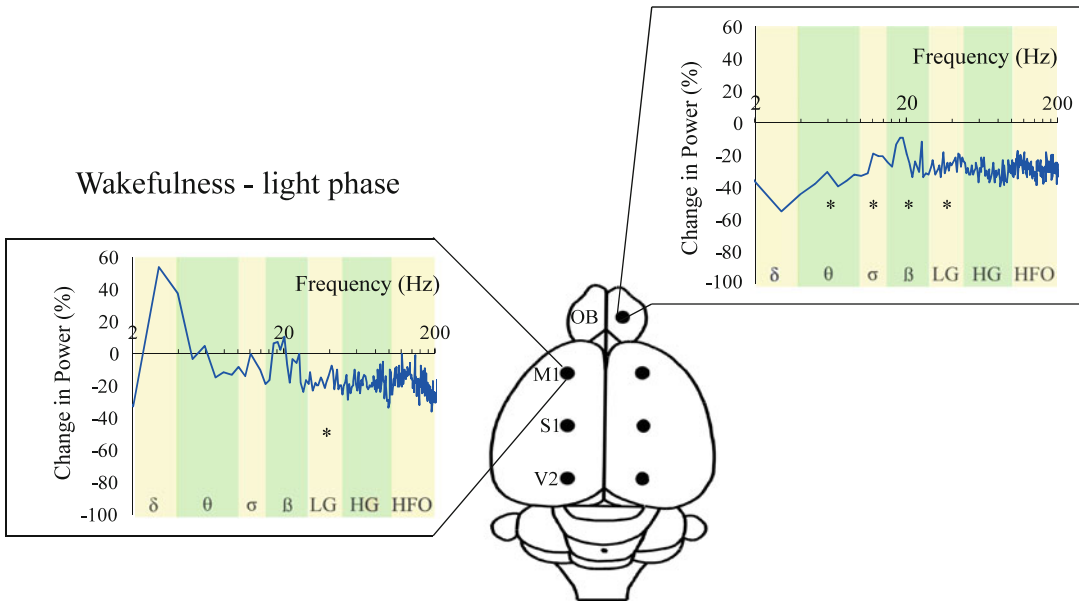 Wakefulness - light phase
60
40
20
0
-20
-40
-60
-80
-100
Change in Power (%)
Frequency (Hz)
2
20
200
*
δ θ σ ß LG HG HFO
60
40
20
0
-20
-40
-60
-80
-100
Change in Power (%)
Frequency (Hz)
2
20
200
* * * *
δ θ σ ß LG HG HFO
OB
M1
S1
V2